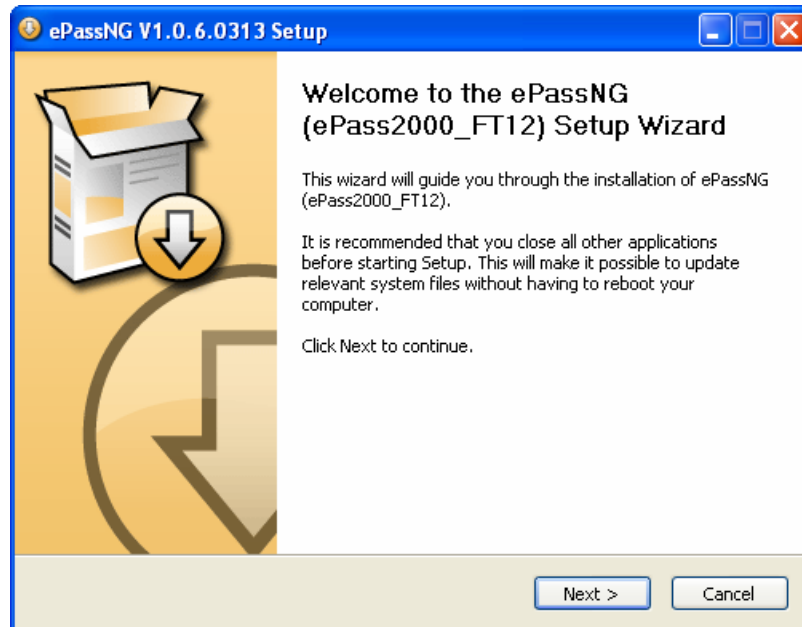 ePassNG V1.0.6.0313 Setup
Welcome to the ePassNG
(ePass2000_FT12) Setup Wizard
This wizard will guide you through the installation of ePassNG
(ePass2000_FT12).
It is recommended that you close all other applications
before starting Setup. This will make it possible to update
relevant system files without having to reboot your
computer.
Click Next to continue.
Next >
Cancel